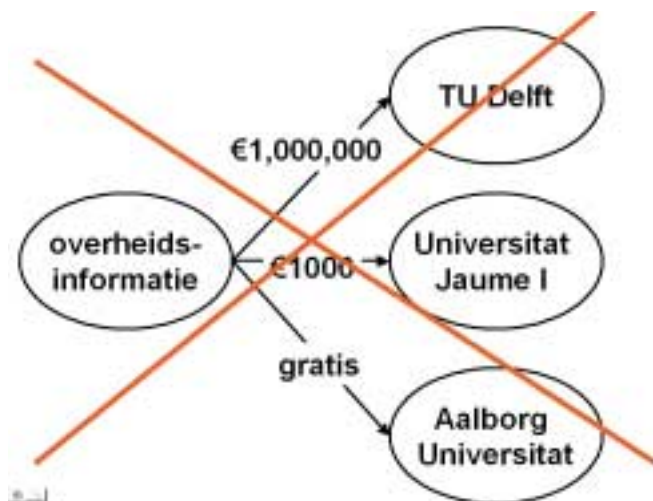 TU Delft
€1,000,000
overheids-
informatie
€1000
Universitat
Jaume I
gratis
Aalborg
Universitat